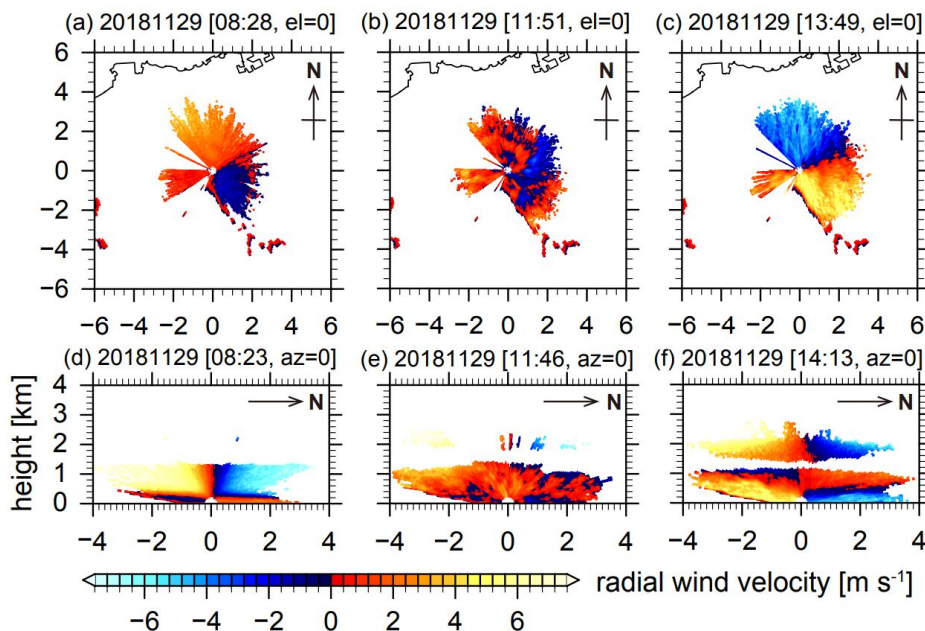 (a) 20181129 [08:28, el=0] (b) 20181129 [11:51, el=0] (c) 20181129 [13:49, el=0]
6
4
2
0
−2
−4
−6
N N N
−6 −4 −2 0 2 4 6 −6 −4 −2 0 2 4 6 −6 −4 −2 0 2 4 6
(d) 20181129 [08:23, az=0] (e) 20181129 [11:46, az=0] (f) 20181129 [14:13, az=0]
height [km]
4
3
2
1
0
N N N
−4 −2 0 2 4 −4 −2 0 2 4 −4 −2 0 2 4
radial wind velocity [m s⁻¹]
−6 −4 −2 0 2 4 6